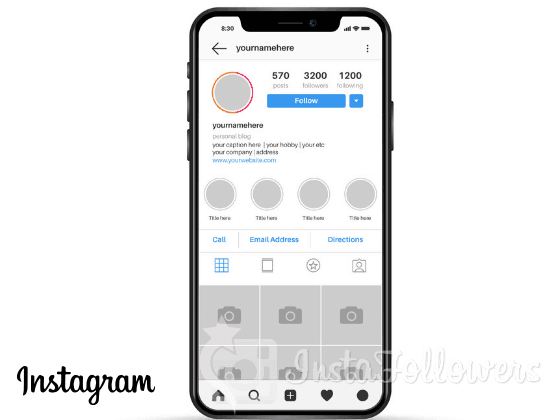 8:30
yournamehere
570 3200 1200
posts followers following
Follow
yournamehere
personal blog
your caption here | your hobby | your etc
your company | address
www.yourwebsite.com
Title here Title here Title here Title here
Call Email Address Directions
InstaFollowers
Instagram